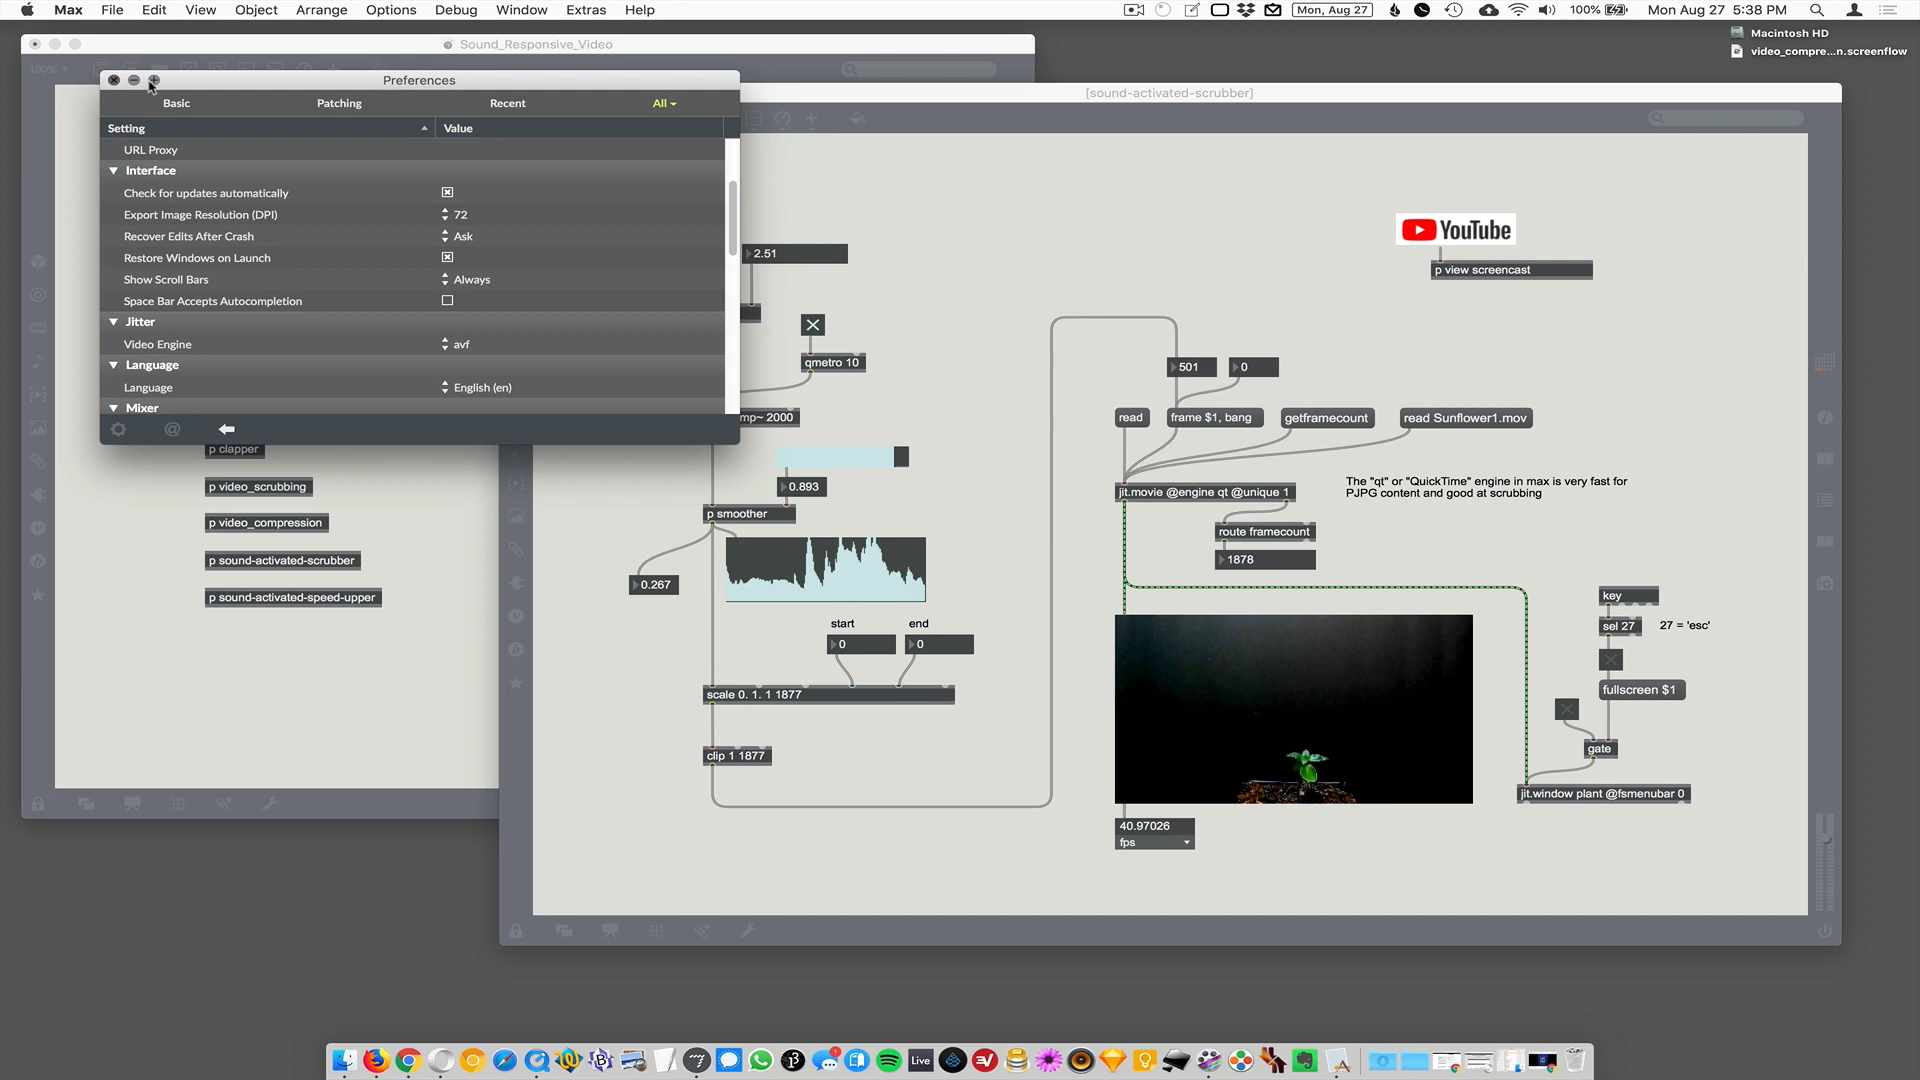 Max File Edit View Object Arrange Options Debug Window Extras Help
Mon, Aug 27
100%
Mon Aug 27 5:38 PM
Macintosh HD
video_compre...n.screenflow
Sound_Responsive_Video
100%
Preferences
Basic Patching Recent All
Setting Value
URL Proxy
Interface
Check for updates automatically
Export Image Resolution (DPI) 72
Recover Edits After Crash Ask
Restore Windows on Launch
Show Scroll Bars Always
Space Bar Accepts Autocompletion
Jitter
Video Engine avf
Language
Language English (en)
Mixer
p clapper
p video_scrubbing
p video_compression
p sound-activated-scrubber
p sound-activated-speed-upper
[sound-activated-scrubber]
2.51
qmetro 10
mp~ 2000
0.893
p smoother
0.267
start end
0 0
scale 0. 1. 1 1877
clip 1 1877
YouTube
p view screencast
501 0
read frame $1, bang getframecount read Sunflower1.mov
jit.movie @engine qt @unique 1
The "qt" or "QuickTime" engine in max is very fast for
PJPG content and good at scrubbing
route framecount
1878
key
sel 27 27 = 'esc'
fullscreen $1
gate
jit.window plant @fsmenubar 0
40.97026
fps
Live